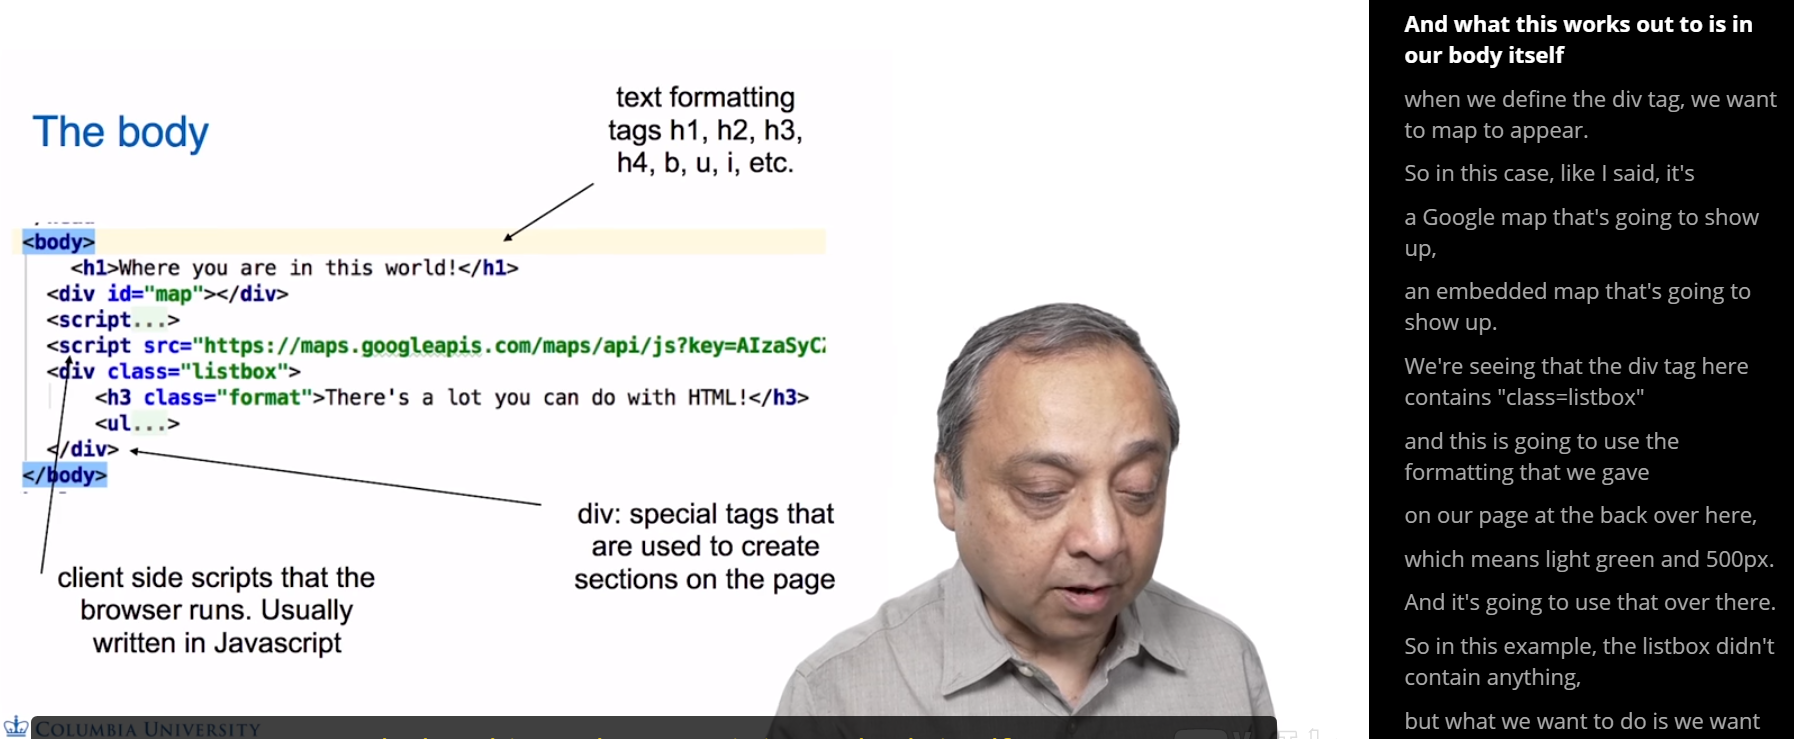 The body
text formatting
tags h1, h2, h3,
h4, b, u, i, etc.
<body>
<h1>Where you are in this world!</h1>
<div id="map"></div>
<script...>
<script src="https://maps.googleapis.com/maps/api/js?key=AIzaSyC
<div class="listbox">
<h3 class="format">There's a lot you can do with HTML!</h3>
<ul...>
</div>
</body>
div: special tags that
are used to create
sections on the page
client side scripts that the
browser runs. Usually
written in Javascript
COLUMBIA UNIVERSITY
And what this works out to is in
our body itself
when we define the div tag, we want
to map to appear.
So in this case, like I said, it's
a Google map that's going to show
up,
an embedded map that's going to
show up.
We're seeing that the div tag here
contains "class=listbox"
and this is going to use the
formatting that we gave
on our page at the back over here,
which means light green and 500px.
And it's going to use that over there.
So in this example, the listbox didn't
contain anything,
but what we want to do is we want